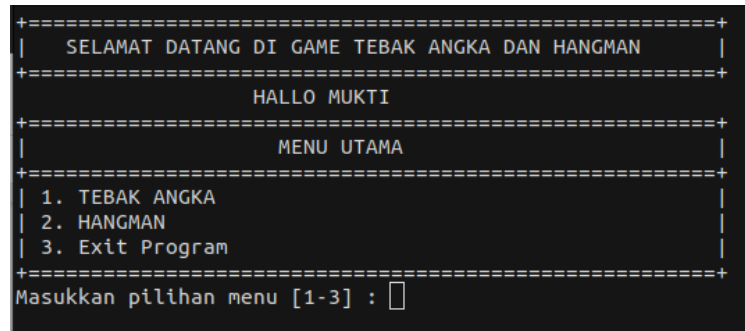 +=======================================================+
|   SELAMAT DATANG DI GAME TEBAK ANGKA DAN HANGMAN      |
+=======================================================+
                   HALLO MUKTI
+=======================================================+
|                    MENU UTAMA                         |
+=======================================================+
| 1. TEBAK ANGKA                                        |
| 2. HANGMAN                                            |
| 3. Exit Program                                       |
+=======================================================+
Masukkan pilihan menu [1-3] :